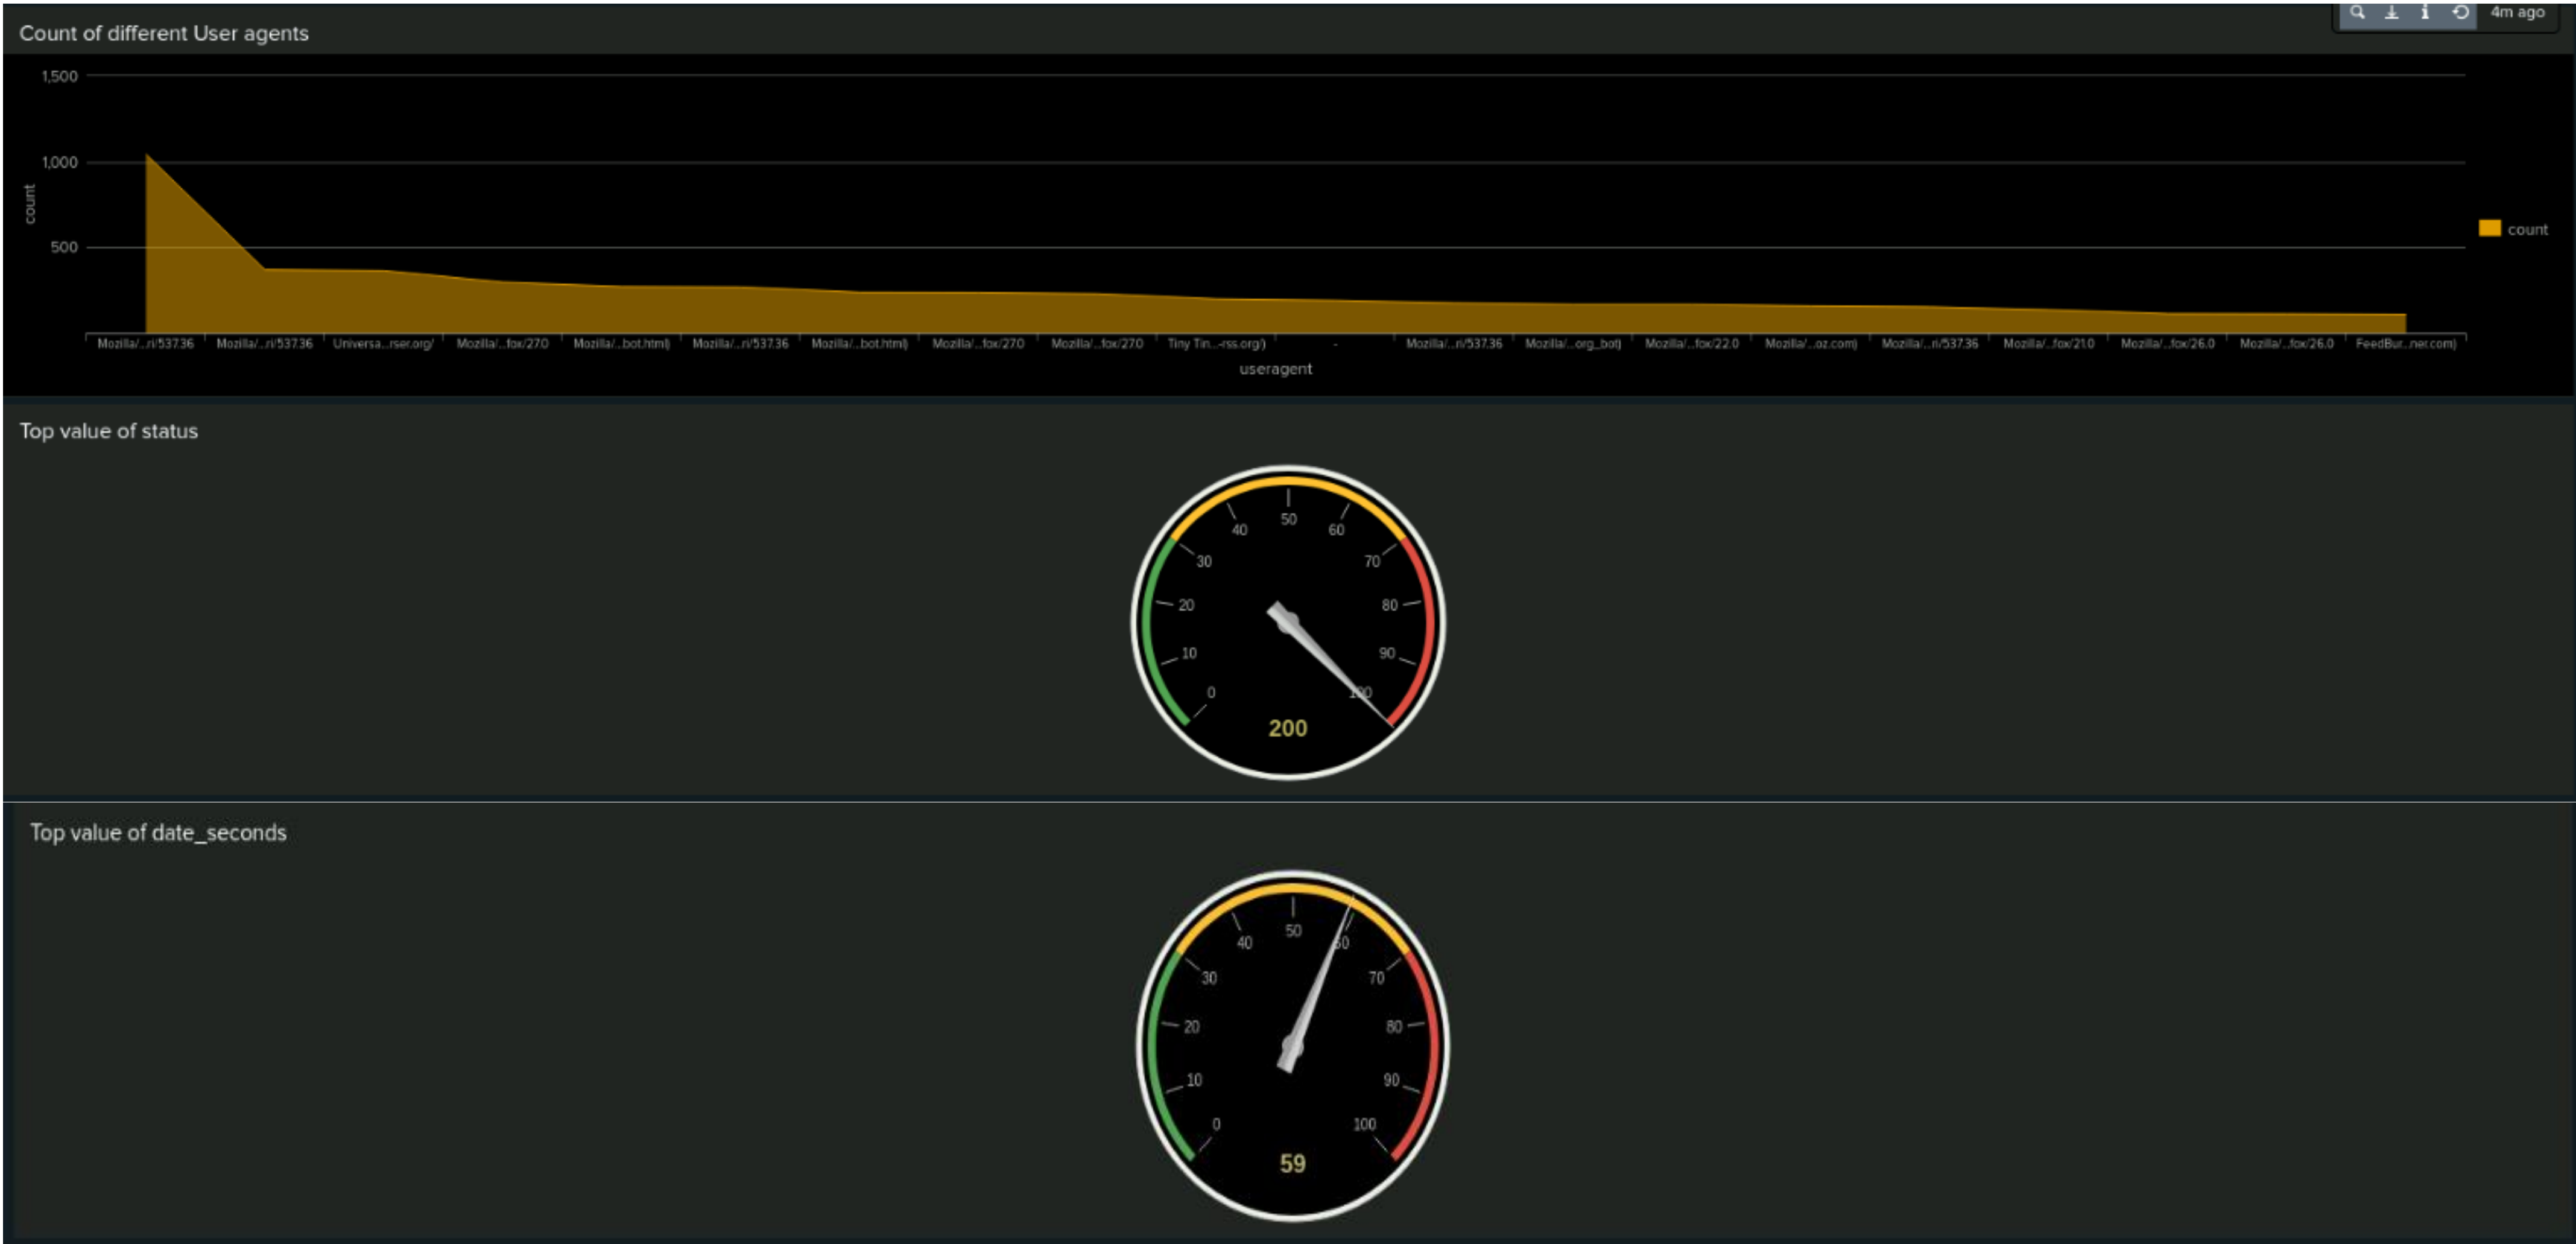 Count of different User agents
4m ago
1,500
1,000
500
count
count
Mozilla/...ri/537.36 Mozilla/...ri/537.36 Universa...rser.org/ Mozilla/...fox/27.0 Mozilla/...bot.html) Mozilla/...ri/537.36 Mozilla/...bot.html) Mozilla/...fox/27.0 Mozilla/...fox/27.0 Tiny Tin...-rss.org/) - Mozilla/...ri/537.36 Mozilla/...org_bot) Mozilla/...fox/22.0 Mozilla/...oz.com) Mozilla/...ri/537.36 Mozilla/...fox/21.0 Mozilla/...fox/26.0 Mozilla/...fox/26.0 FeedBur...ner.com)
useragent
Top value of status
0 10 20 30 40 50 60 70 80 90 100
200
Top value of date_seconds
0 10 20 30 40 50 60 70 80 90 100
59